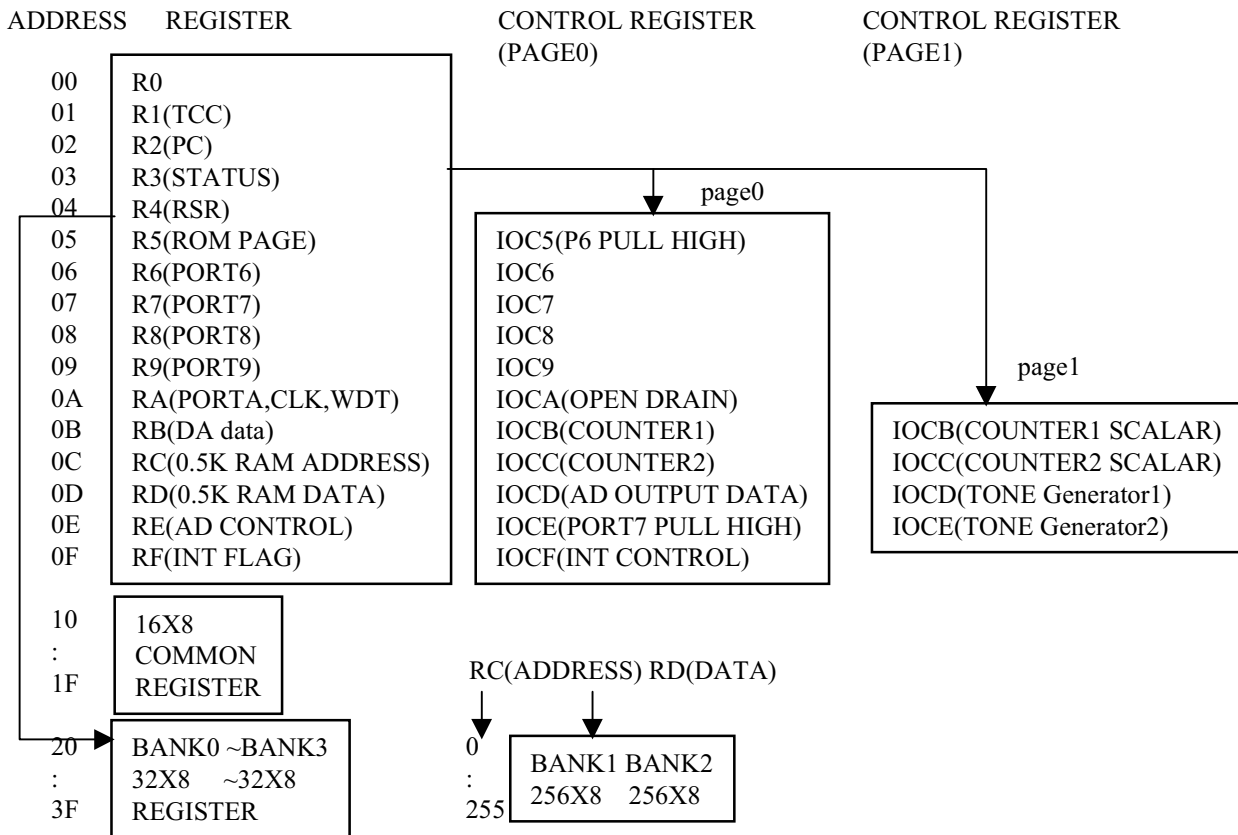 ADDRESS REGISTER CONTROL REGISTER (PAGE0) CONTROL REGISTER (PAGE1)
00 R0
01 R1(TCC)
02 R2(PC)
03 R3(STATUS)
page0
04 R4(RSR)
05 R5(ROM PAGE) IOC5(P6 PULL HIGH)
06 R6(PORT6) IOC6
07 R7(PORT7) IOC7
08 R8(PORT8) IOC8
09 R9(PORT9) IOC9
page1
0A RA(PORTA,CLK,WDT) IOCA(OPEN DRAIN)
0B RB(DA data) IOCB(COUNTER1) IOCB(COUNTER1 SCALAR)
0C RC(0.5K RAM ADDRESS) IOCC(COUNTER2) IOCC(COUNTER2 SCALAR)
0D RD(0.5K RAM DATA) IOCD(AD OUTPUT DATA) IOCD(TONE Generator1)
0E RE(AD CONTROL) IOCE(PORT7 PULL HIGH) IOCE(TONE Generator2)
0F RF(INT FLAG) IOCF(INT CONTROL)
10 16X8
: COMMON
1F REGISTER
RC(ADDRESS) RD(DATA)
20 BANK0 ~BANK3 0 BANK1 BANK2
: 32X8 ~32X8 : 256X8 256X8
3F REGISTER 255